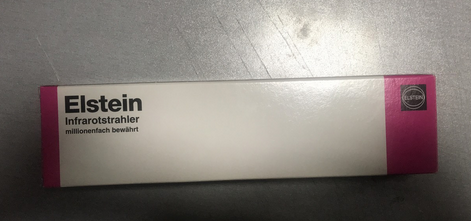 Elstein
Infrarotstrahler
millionenfach bewährt
ELSTEIN